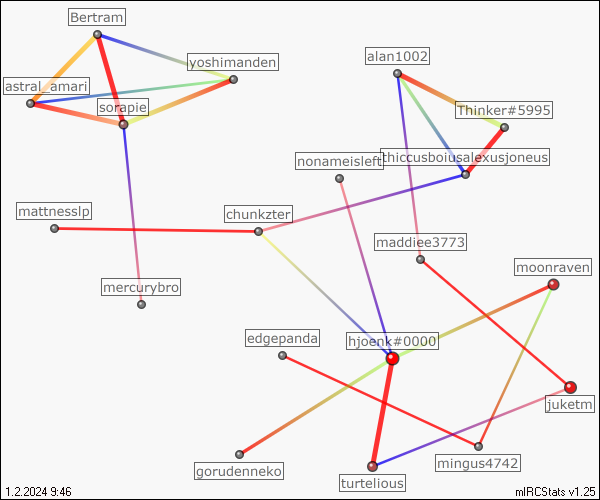 Bertram
alan1002
yoshimanden
astral_amari
sorapie
Thinker#5995
nonameisleft
thiccusboiusalexusjoneus
mattnesslp
chunkzter
maddiee3773
moonraven
mercurybro
edgepanda
hjoenk#0000
juketm
gorudenneko
mingus4742
turtelious
1.2.2024 9:46
mIRCStats v1.25